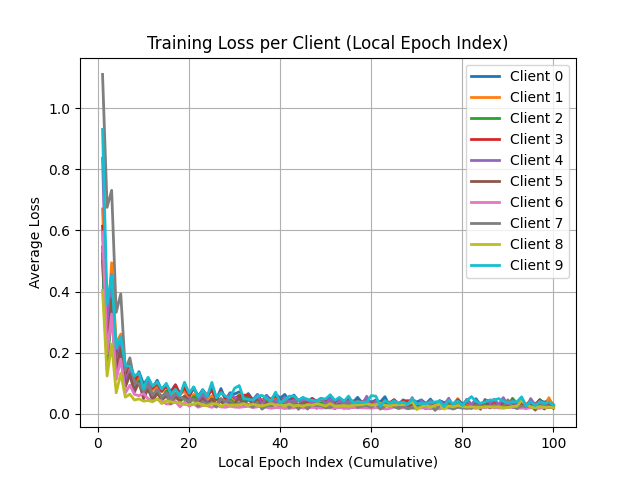 Training Loss per Client (Local Epoch Index)
Average Loss
1.0
0.8
0.6
0.4
0.2
0.0
Client 0
Client 1
Client 2
Client 3
Client 4
Client 5
Client 6
Client 7
Client 8
Client 9
0 20 40 60 80 100
Local Epoch Index (Cumulative)